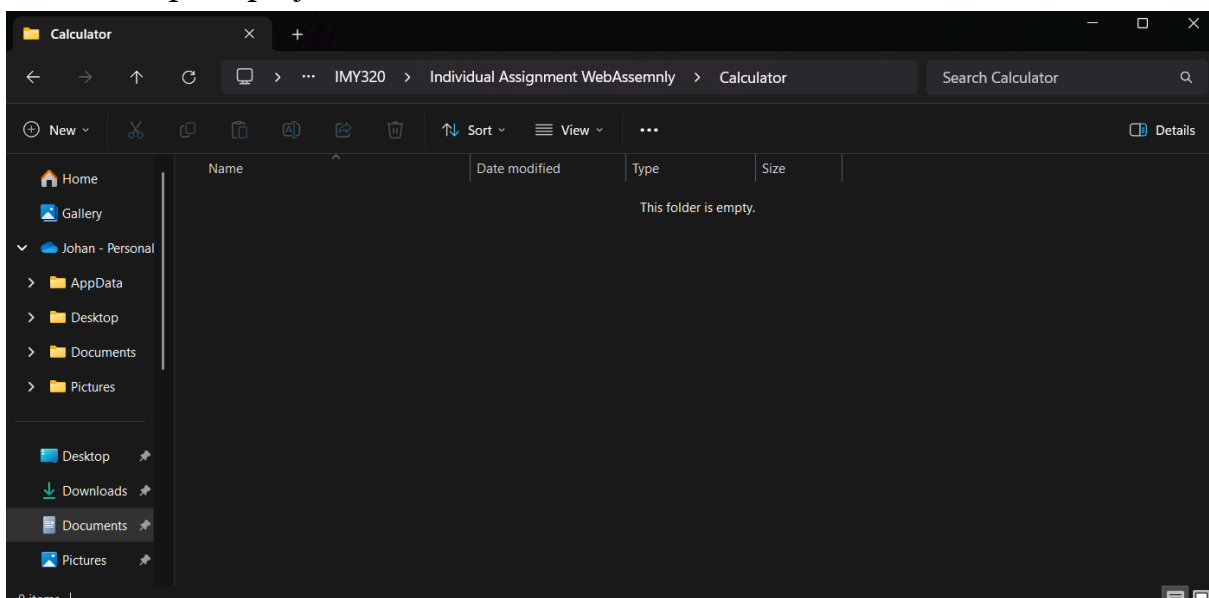 Calculator
IMY320 > Individual Assignment WebAssemnly > Calculator
Search Calculator
New
Sort
View
Details
Name
Date modified
Type
Size
This folder is empty.
Home
Gallery
Johan - Personal
AppData
Desktop
Documents
Pictures
Desktop
Downloads
Documents
Pictures